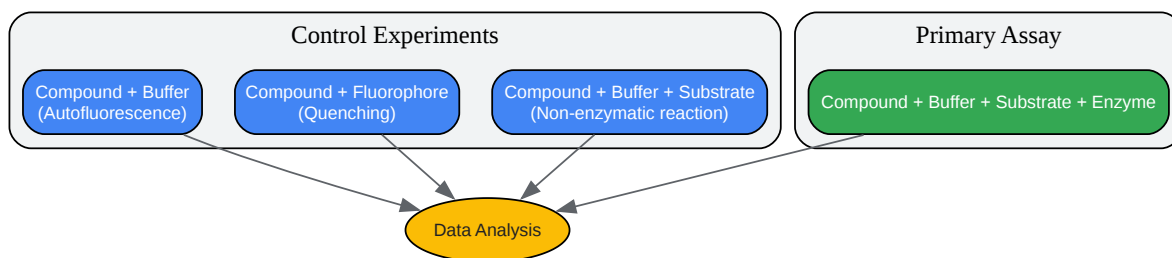 Control Experiments
Primary Assay
Compound + Buffer
(Autofluorescence)
Compound + Fluorophore
(Quenching)
Compound + Buffer + Substrate
(Non-enzymatic reaction)
Compound + Buffer + Substrate + Enzyme
Data Analysis